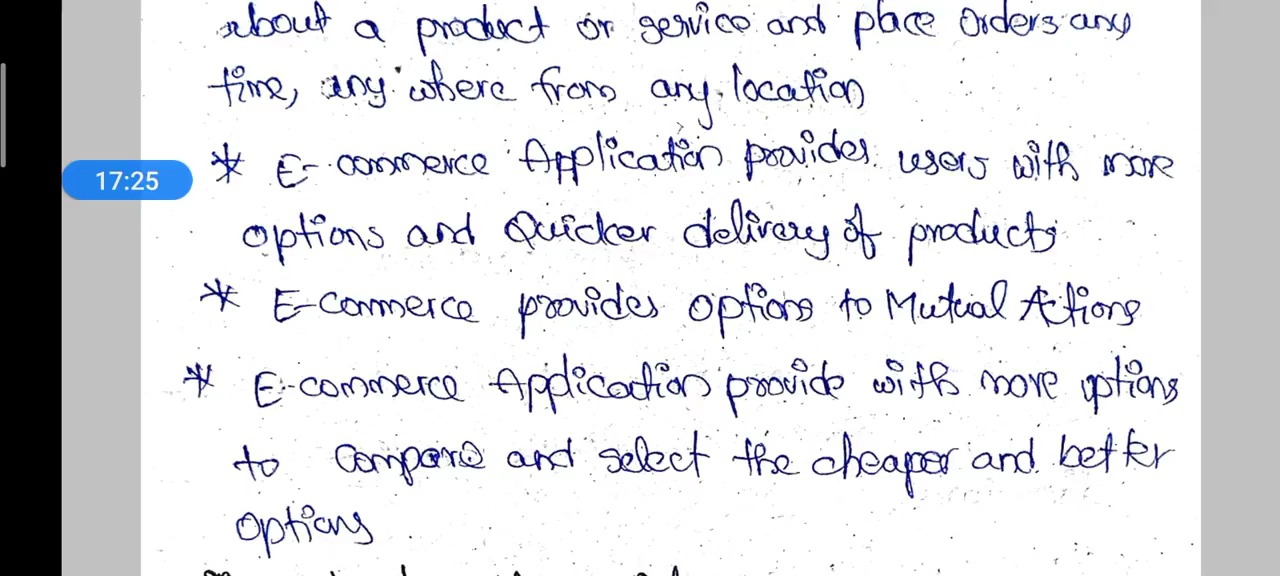 about a product or service and place orders any
time, any where from any location
* E-commerce Application provides users with more
17:25
options and Quicker delivery of products
* E-commerce provides options to Mutual Actions
* E-commerce Application provide with more options
to compare and select the cheaper and better
options